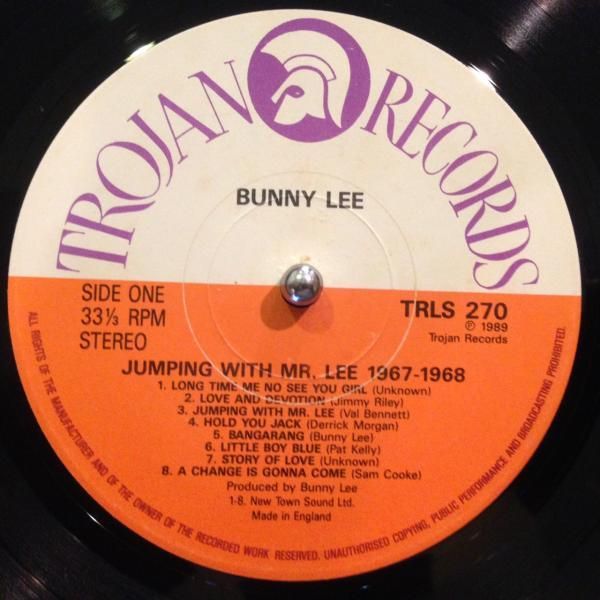 TROJAN RECORDS
BUNNY LEE
SIDE ONE
33⅓ RPM
STEREO
TRLS 270
℗ 1989
Trojan Records
JUMPING WITH MR. LEE 1967-1968
1. LONG TIME ME NO SEE YOU GIRL (Unknown)
2. LOVE AND DEVOTION (Jimmy Riley)
3. JUMPING WITH MR. LEE (Val Bennett)
4. HOLD YOU JACK (Derrick Morgan)
5. BANGARANG (Bunny Lee)
6. LITTLE BOY BLUE (Pat Kelly)
7. STORY OF LOVE (Unknown)
8. A CHANGE IS GONNA COME (Sam Cooke)
Produced by Bunny Lee
1-8. New Town Sound Ltd.
Made in England
ALL RIGHTS OF THE MANUFACTURER AND OF THE OWNER OF THE RECORDED WORK RESERVED. UNAUTHORISED COPYING, PUBLIC PERFORMANCE AND BROADCASTING PROHIBITED.